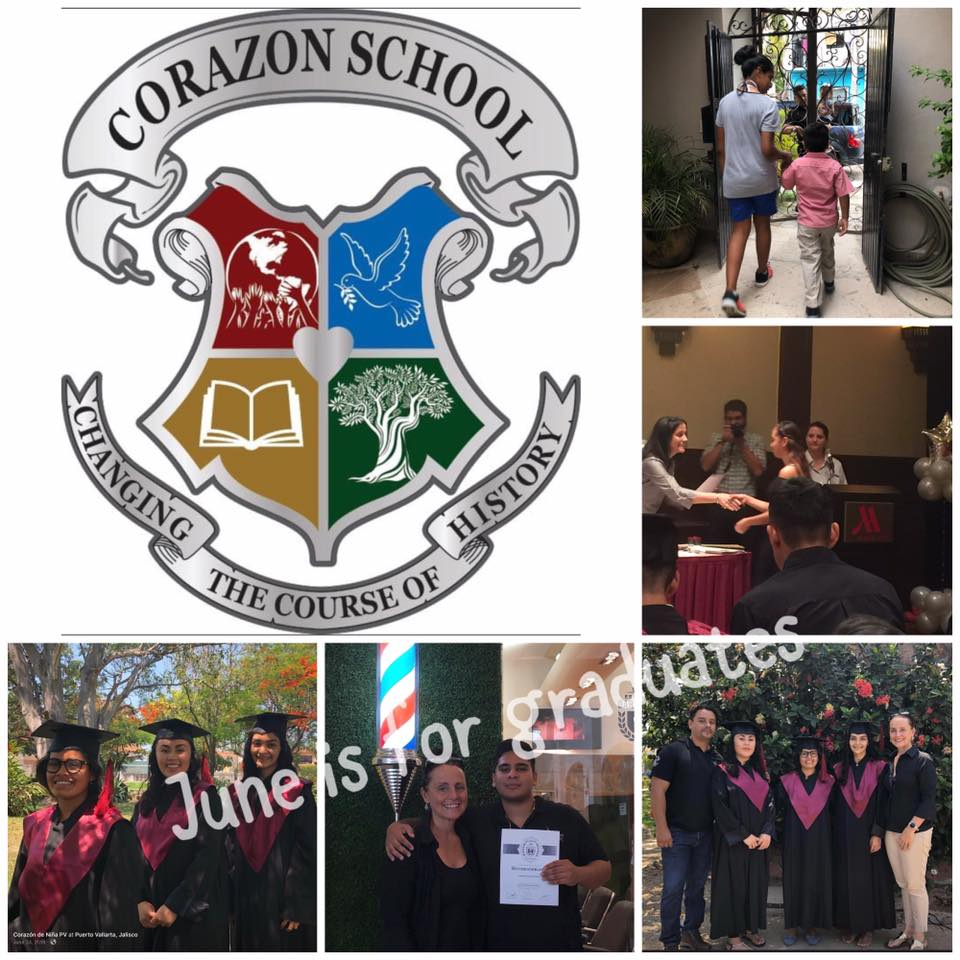 CORAZON SCHOOL
CHANGING
THE COURSE OF
HISTORY
June is for graduates
Corazón de Niña PV at Puerto Vallarta, Jalisco